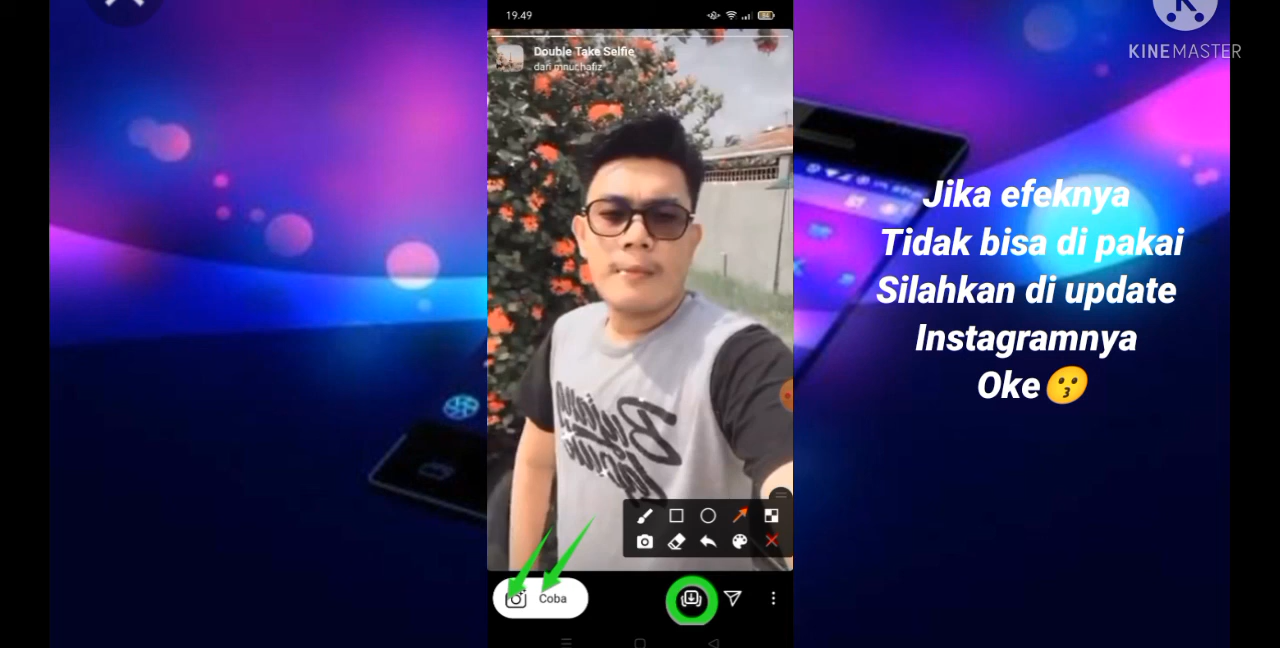 19.49
94
Double Take Selfie
dari mnuchafiz
Coba
KINEMASTER
Jika efeknya
Tidak bisa di pakai
Silahkan di update
Instagramnya
Oke😗